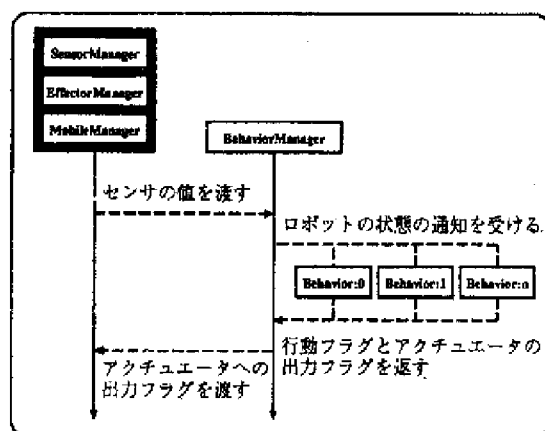 SensorManager
EffectorManager
MobileManager
BehaviorManager
センサの値を渡す
ロボットの状態の通知を受ける
Behavior:0
Behavior:1
Behavior:n
行動フラグとアクチュエータの
出力フラグを返す
アクチュエータへの
出力フラグを渡す